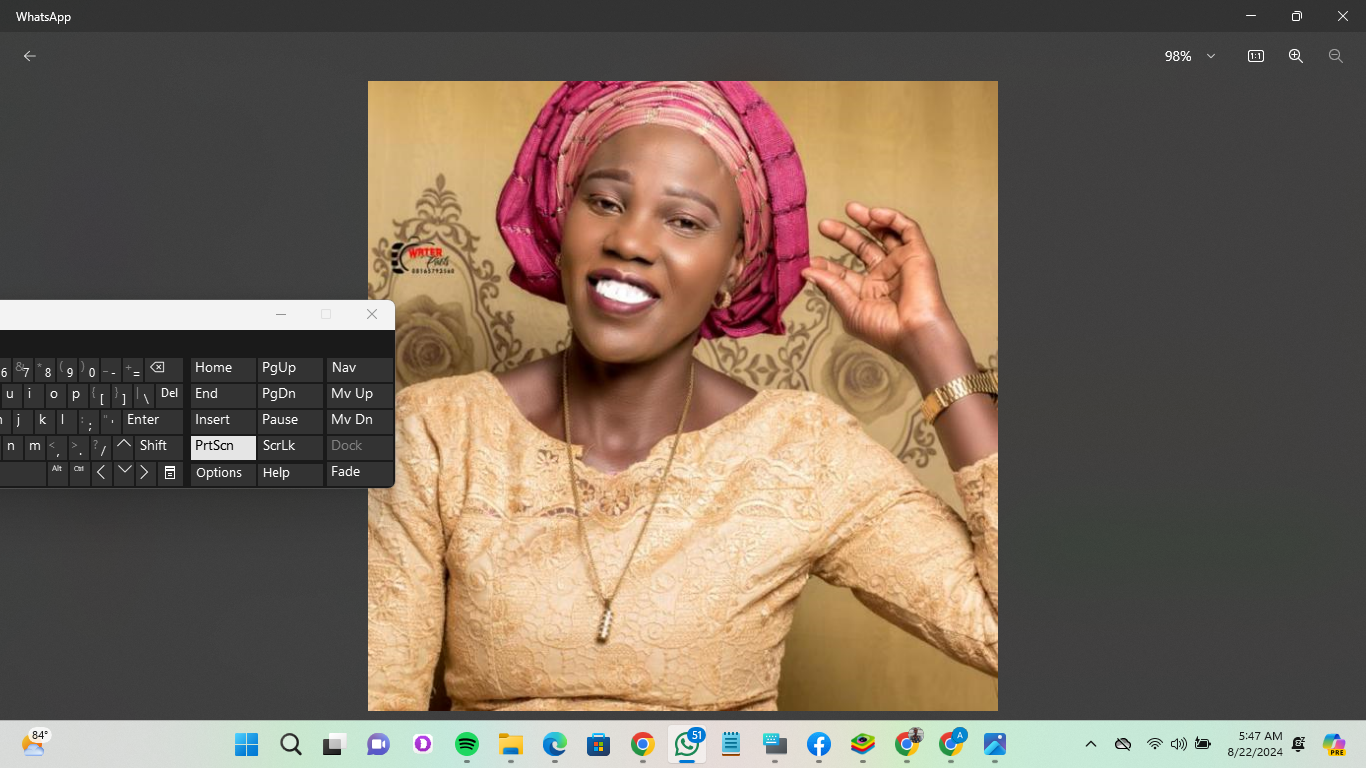 WhatsApp
98%
1:1
WATER
Pixels
08165793560
6 & 7 * 8 ( 9 ) 0 _ - + = Home PgUp Nav
u i o p { [ } ] | \ Del End PgDn Mv Up
j k l : ; " ' Enter Insert Pause Mv Dn
n m < , > . ? / Shift PrtScn ScrLk Dock
Alt Ctrl Options Help Fade
84°
51
A
5:47 AM
8/22/2024
PRE